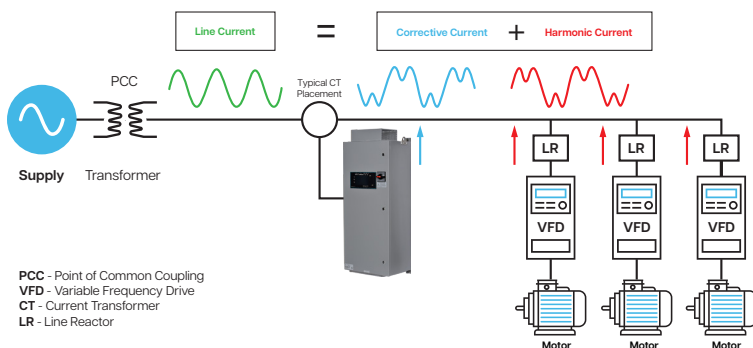 Line Current = Corrective Current + Harmonic Current
PCC
Typical CT
Placement
Supply Transformer
LR LR LR
VFD VFD VFD
PCC - Point of Common Coupling
VFD - Variable Frequency Drive
CT - Current Transformer
LR - Line Reactor
Motor Motor Motor